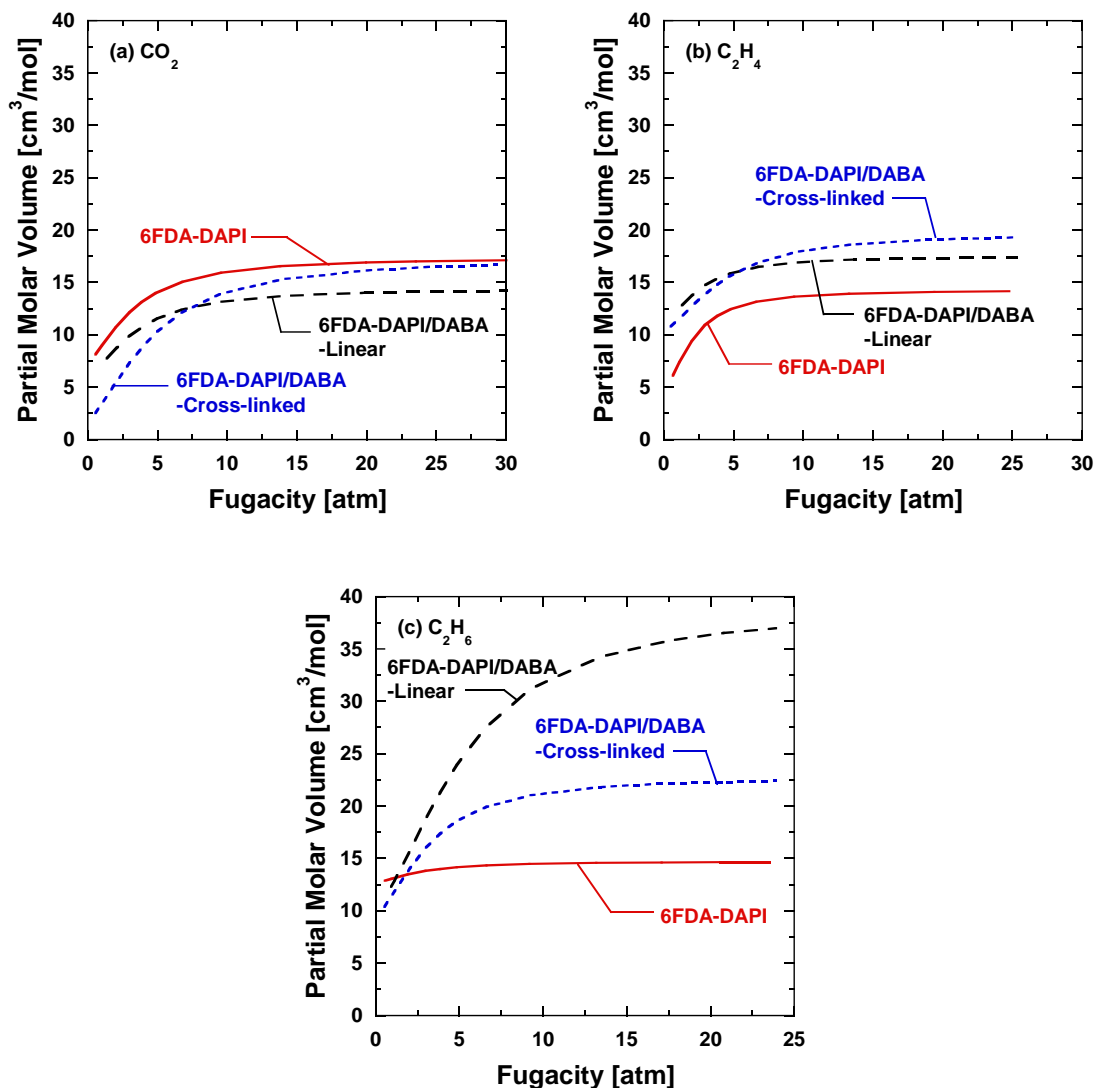 (a) CO2
Partial Molar Volume [cm3/mol]
40
35
30
25
20
15
10
5
0
6FDA-DAPI
6FDA-DAPI/DABA
-Linear
6FDA-DAPI/DABA
-Cross-linked
0 5 10 15 20 25 30
Fugacity [atm]
(b) C2H4
Partial Molar Volume [cm3/mol]
40
35
30
25
20
15
10
5
0
6FDA-DAPI/DABA
-Cross-linked
6FDA-DAPI/DABA
-Linear
6FDA-DAPI
0 5 10 15 20 25 30
Fugacity [atm]
(c) C2H6
Partial Molar Volume [cm3/mol]
40
35
30
25
20
15
10
5
0
6FDA-DAPI/DABA
-Linear
6FDA-DAPI/DABA
-Cross-linked
6FDA-DAPI
0 5 10 15 20 25
Fugacity [atm]